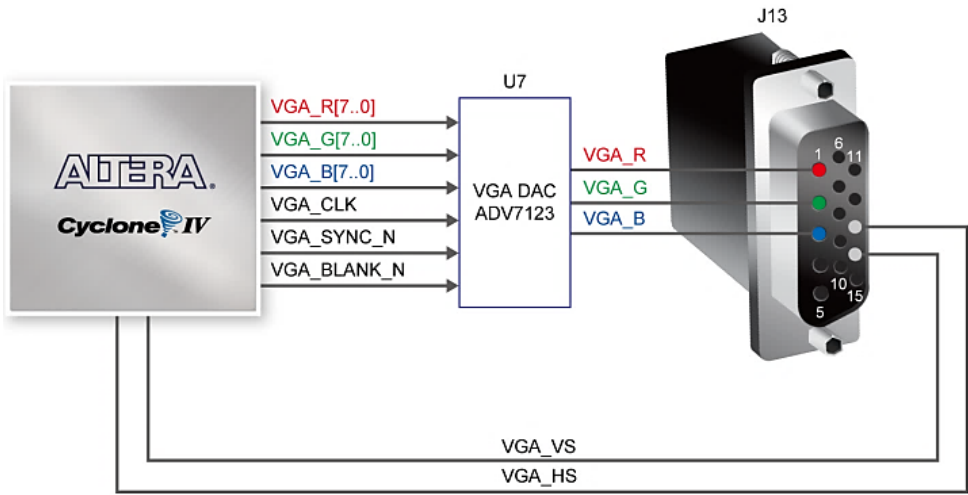 J13
U7
ALTERA.
Cyclone IV
VGA_R[7..0]
VGA_G[7..0]
VGA_B[7..0]
VGA_CLK
VGA_SYNC_N
VGA_BLANK_N
VGA DAC
ADV7123
VGA_R
VGA_G
VGA_B
1
6
11
5
10
15
VGA_VS
VGA_HS